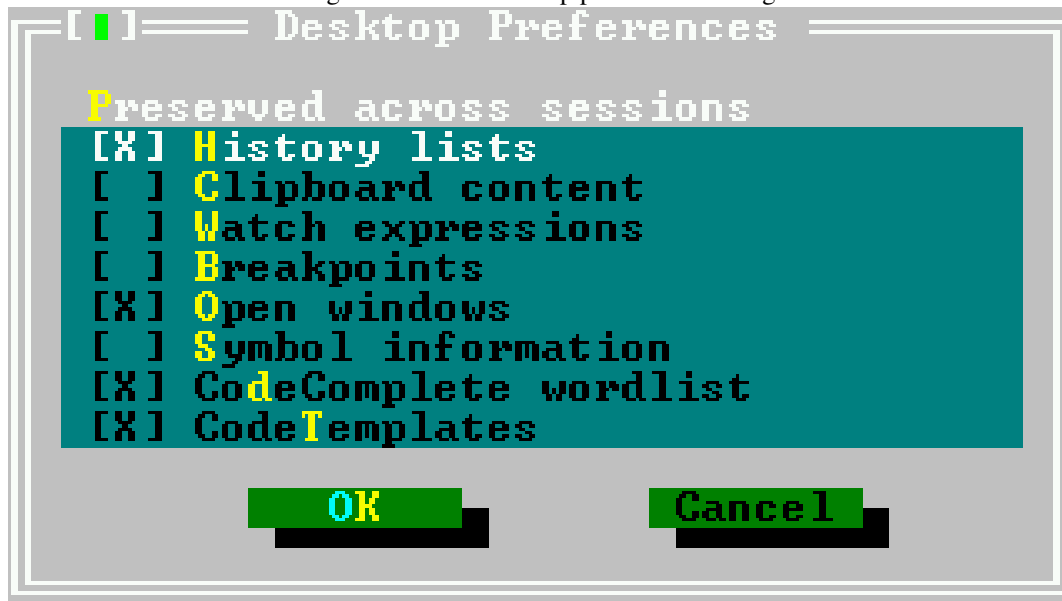 [▮] Desktop Preferences
Preserved across sessions
[X] History lists
[ ] Clipboard content
[ ] Watch expressions
[ ] Breakpoints
[X] Open windows
[ ] Symbol information
[X] CodeComplete wordlist
[X] CodeTemplates
OK Cancel